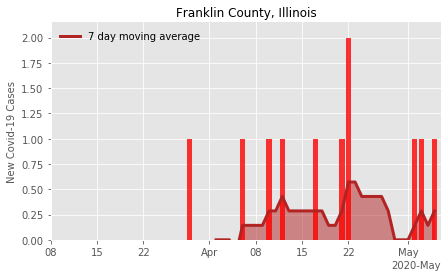 Franklin County, Illinois
7 day moving average
New Covid-19 Cases
2.00
1.75
1.50
1.25
1.00
0.75
0.50
0.25
0.00
08
15
22
Apr
08
15
22
May
2020-May